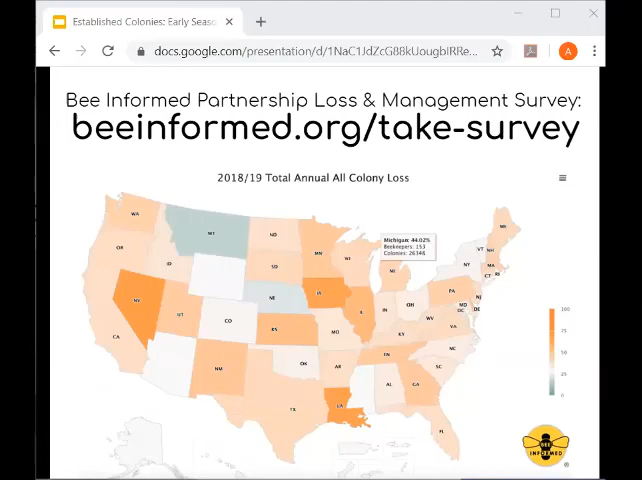 Established Colonies: Early Seaso
docs.google.com/presentation/d/1NaC1JdZcG88kUougbIRRe...
A
Bee Informed Partnership Loss & Management Survey:
beeinformed.org/take-survey
2018/19 Total Annual All Colony Loss
Michigan: 44.02%
Beekeepers: 153
Colonies: 26346
WA
MT
ND
MN
WI
MI
VT
NH
ME
OR
ID
SD
NY
MA
CT
RI
NV
UT
CO
NE
IA
IL
IN
OH
PA
NJ
MD
DE
DC
CA
KS
MO
KY
WV
VA
NM
OK
AR
TN
NC
SC
TX
LA
AL
GA
FL
100
75
50
25
0
BEE
INFORMED